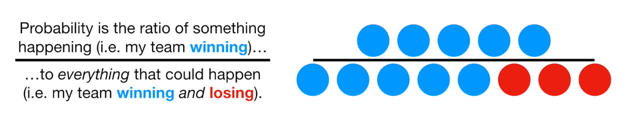 Probability is the ratio of something
happening (i.e. my team winning)…
…to everything that could happen
(i.e. my team winning and losing).